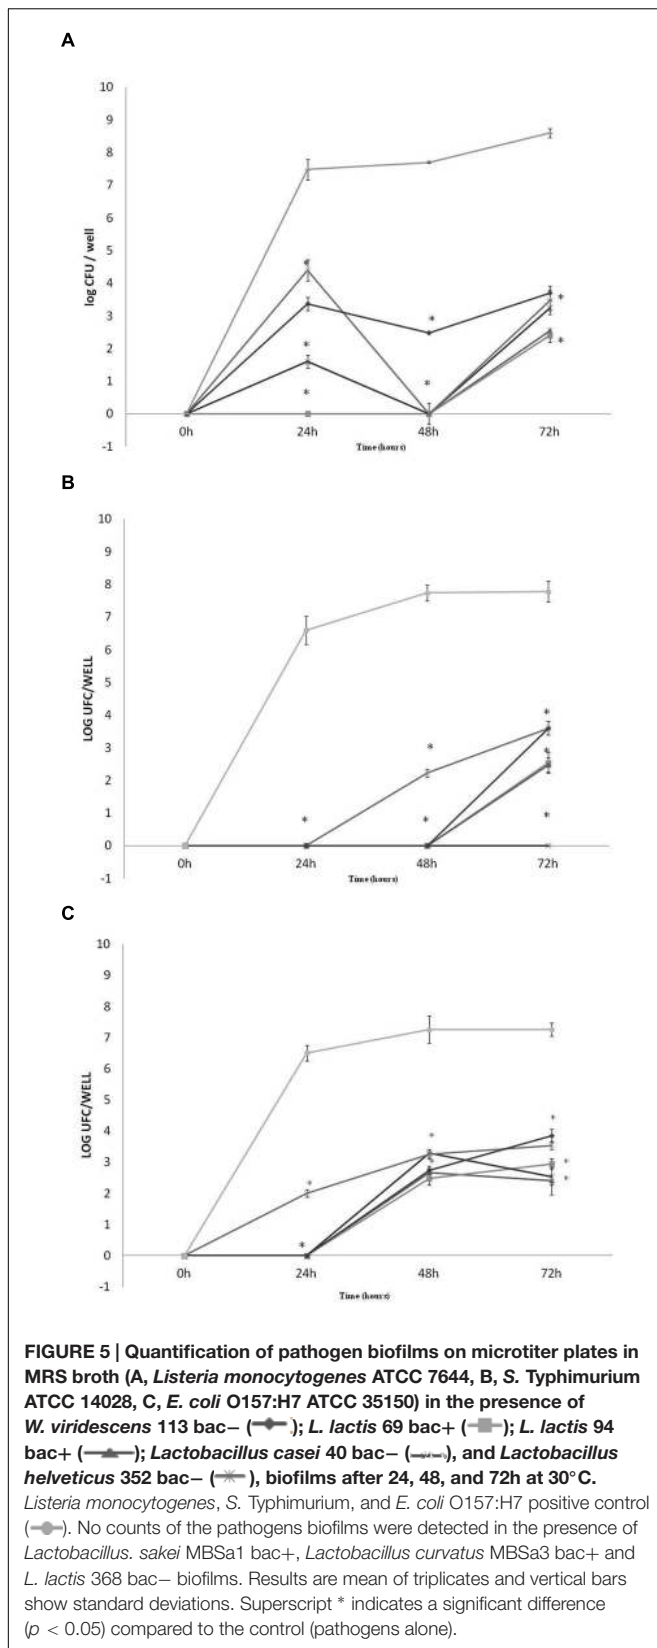 A
10
9
8
7
6
5
4
3
2
1
0
-1
log CFU / well
*
*
*
*
*
*
*
0h
24h
48h
72h
Time (hours)
B
10
9
8
7
6
5
4
3
2
1
0
-1
LOG UFC/WELL
*
*
*
*
*
*
0h
24h
48h
72h
Time (hours)
C
10
9
8
7
6
5
4
3
2
1
0
-1
LOG UFC/WELL
*
*
*
*
*
*
*
0h
24h
48h
72h
Time (hours)
FIGURE 5 | Quantification of pathogen biofilms on microtiter plates in
MRS broth (A, Listeria monocytogenes ATCC 7644, B, S. Typhimurium
ATCC 14028, C, E. coli O157:H7 ATCC 35150) in the presence of
W. viridescens 113 bac− ( ); L. lactis 69 bac+ ( ); L. lactis 94
bac+ ( ); Lactobacillus casei 40 bac− ( ), and Lactobacillus
helveticus 352 bac− ( ), biofilms after 24, 48, and 72h at 30°C.
Listeria monocytogenes, S. Typhimurium, and E. coli O157:H7 positive control
( ). No counts of the pathogens biofilms were detected in the presence of
Lactobacillus. sakei MBSa1 bac+, Lactobacillus curvatus MBSa3 bac+ and
L. lactis 368 bac− biofilms. Results are mean of triplicates and vertical bars
show standard deviations. Superscript * indicates a significant difference
(p < 0.05) compared to the control (pathogens alone).